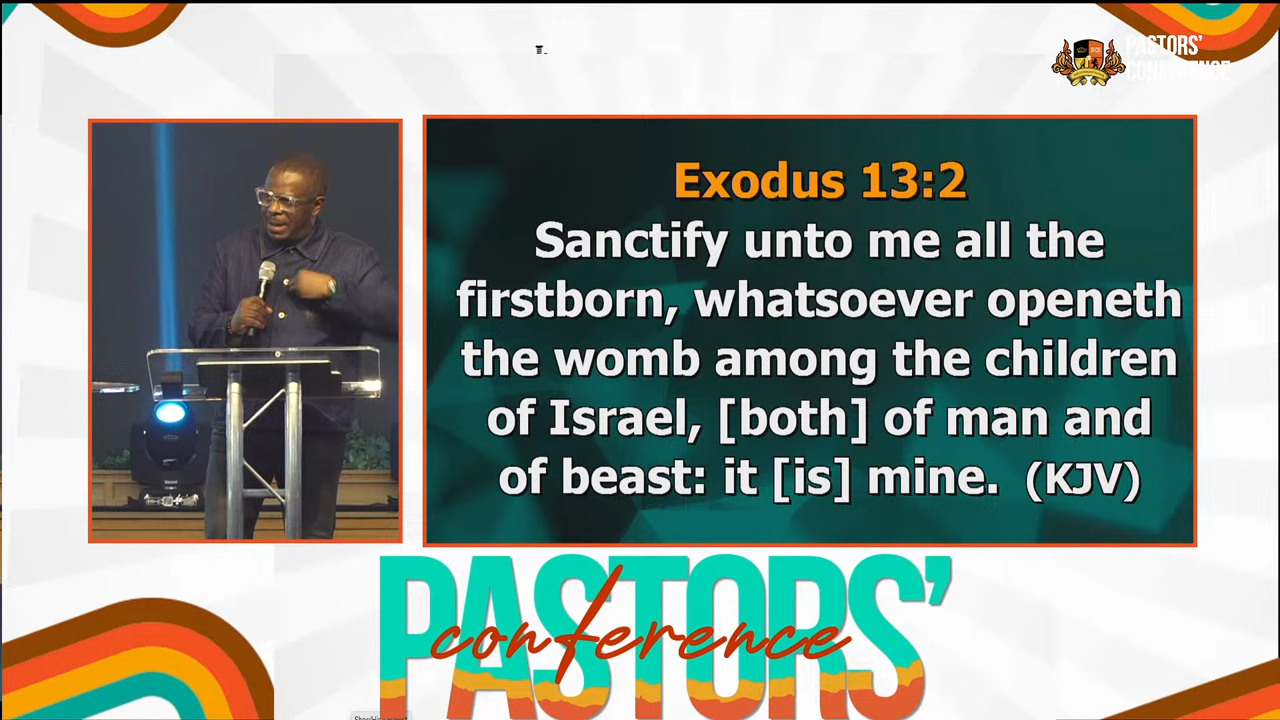 PASTORS'
CONFERENCE
Exodus 13:2
Sanctify unto me all the
firstborn, whatsoever openeth
the womb among the children
of Israel, [both] of man and
of beast: it [is] mine. (KJV)
PASTORS'
conference